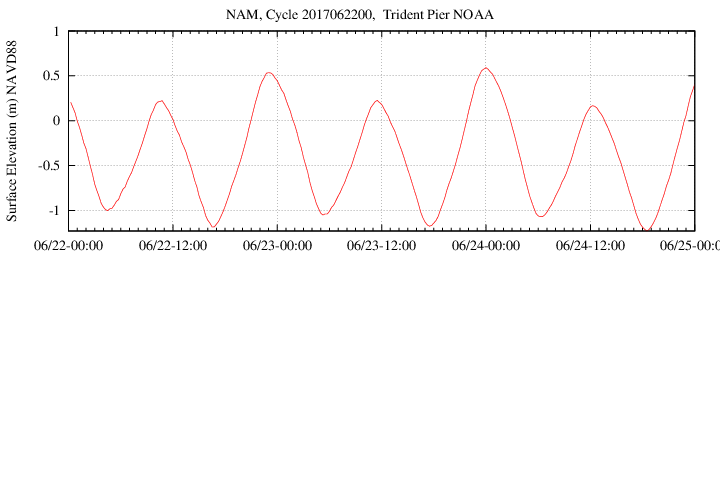 NAM, Cycle 2017062200, Trident Pier NOAA
Surface Elevation (m) NAVD88
1
0.5
0
-0.5
-1
06/22-00:00 06/22-12:00 06/23-00:00 06/23-12:00 06/24-00:00 06/24-12:00 06/25-00:0